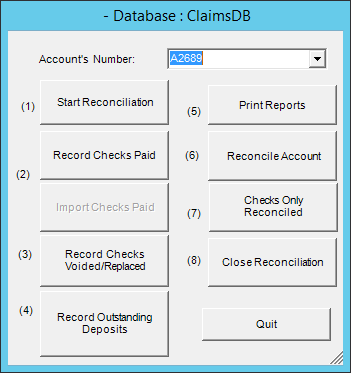 - Database : ClaimsDB
Account's Number: A2689
(1) Start Reconciliation
(2) Record Checks Paid
Import Checks Paid
(3) Record Checks
Voided/Replaced
(4) Record Outstanding
Deposits
(5) Print Reports
(6) Reconcile Account
(7) Checks Only
Reconciled
(8) Close Reconciliation
Quit